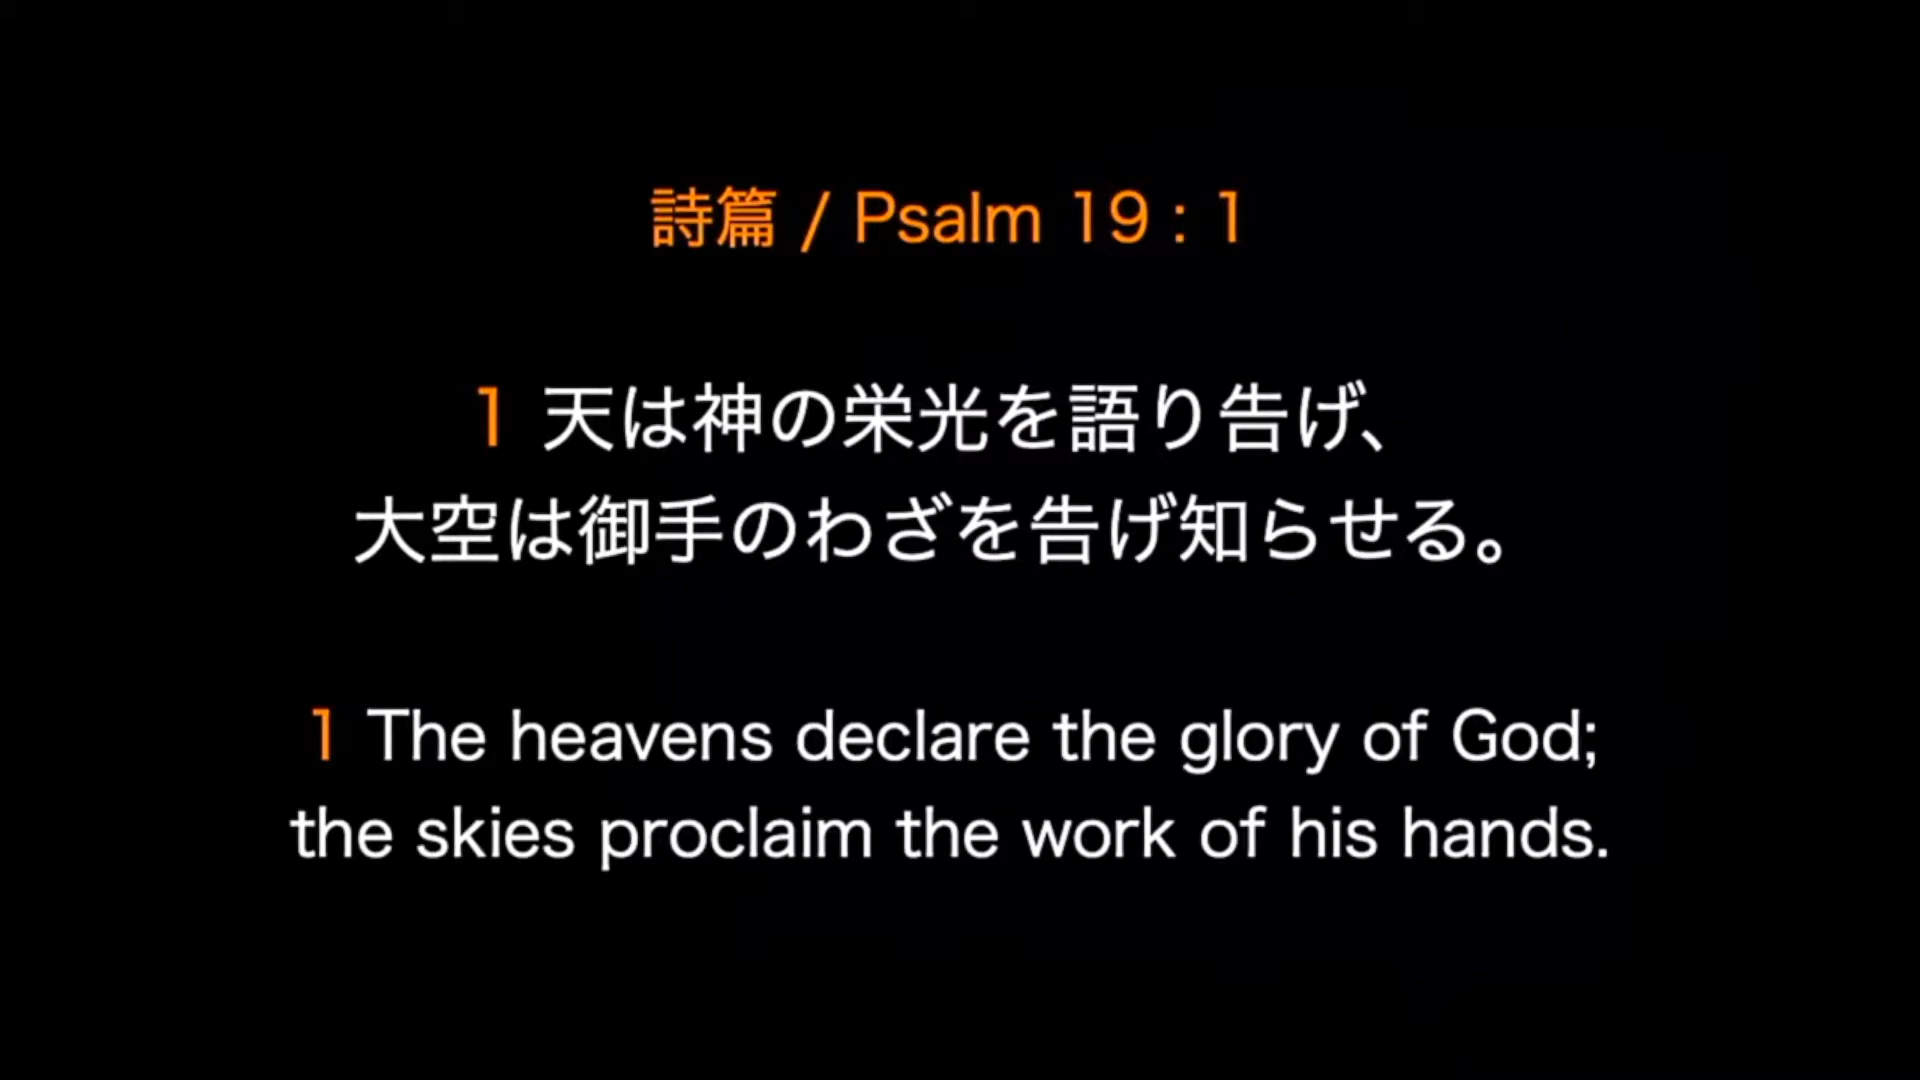 詩篇 / Psalm 19 : 1
1 天は神の栄光を語り告げ、
大空は御手のわざを告げ知らせる。
1 The heavens declare the glory of God;
the skies proclaim the work of his hands.